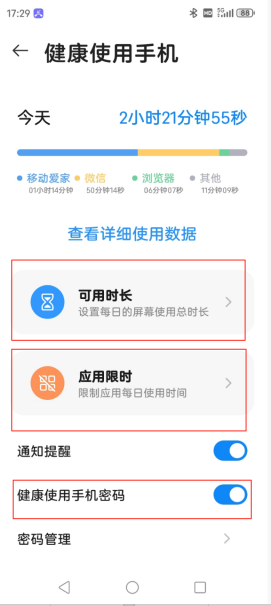 17:29 HD 5G 88
健康使用手机
今天 2小时21分钟55秒
移动爱家 微信 浏览器 其他
01小时14分钟 50分钟14秒 06分钟07秒 11分钟09秒
查看详细使用数据
可用时长
设置每日的屏幕使用总时长
应用限时
限制应用每日使用时间
通知提醒
健康使用手机密码
密码管理